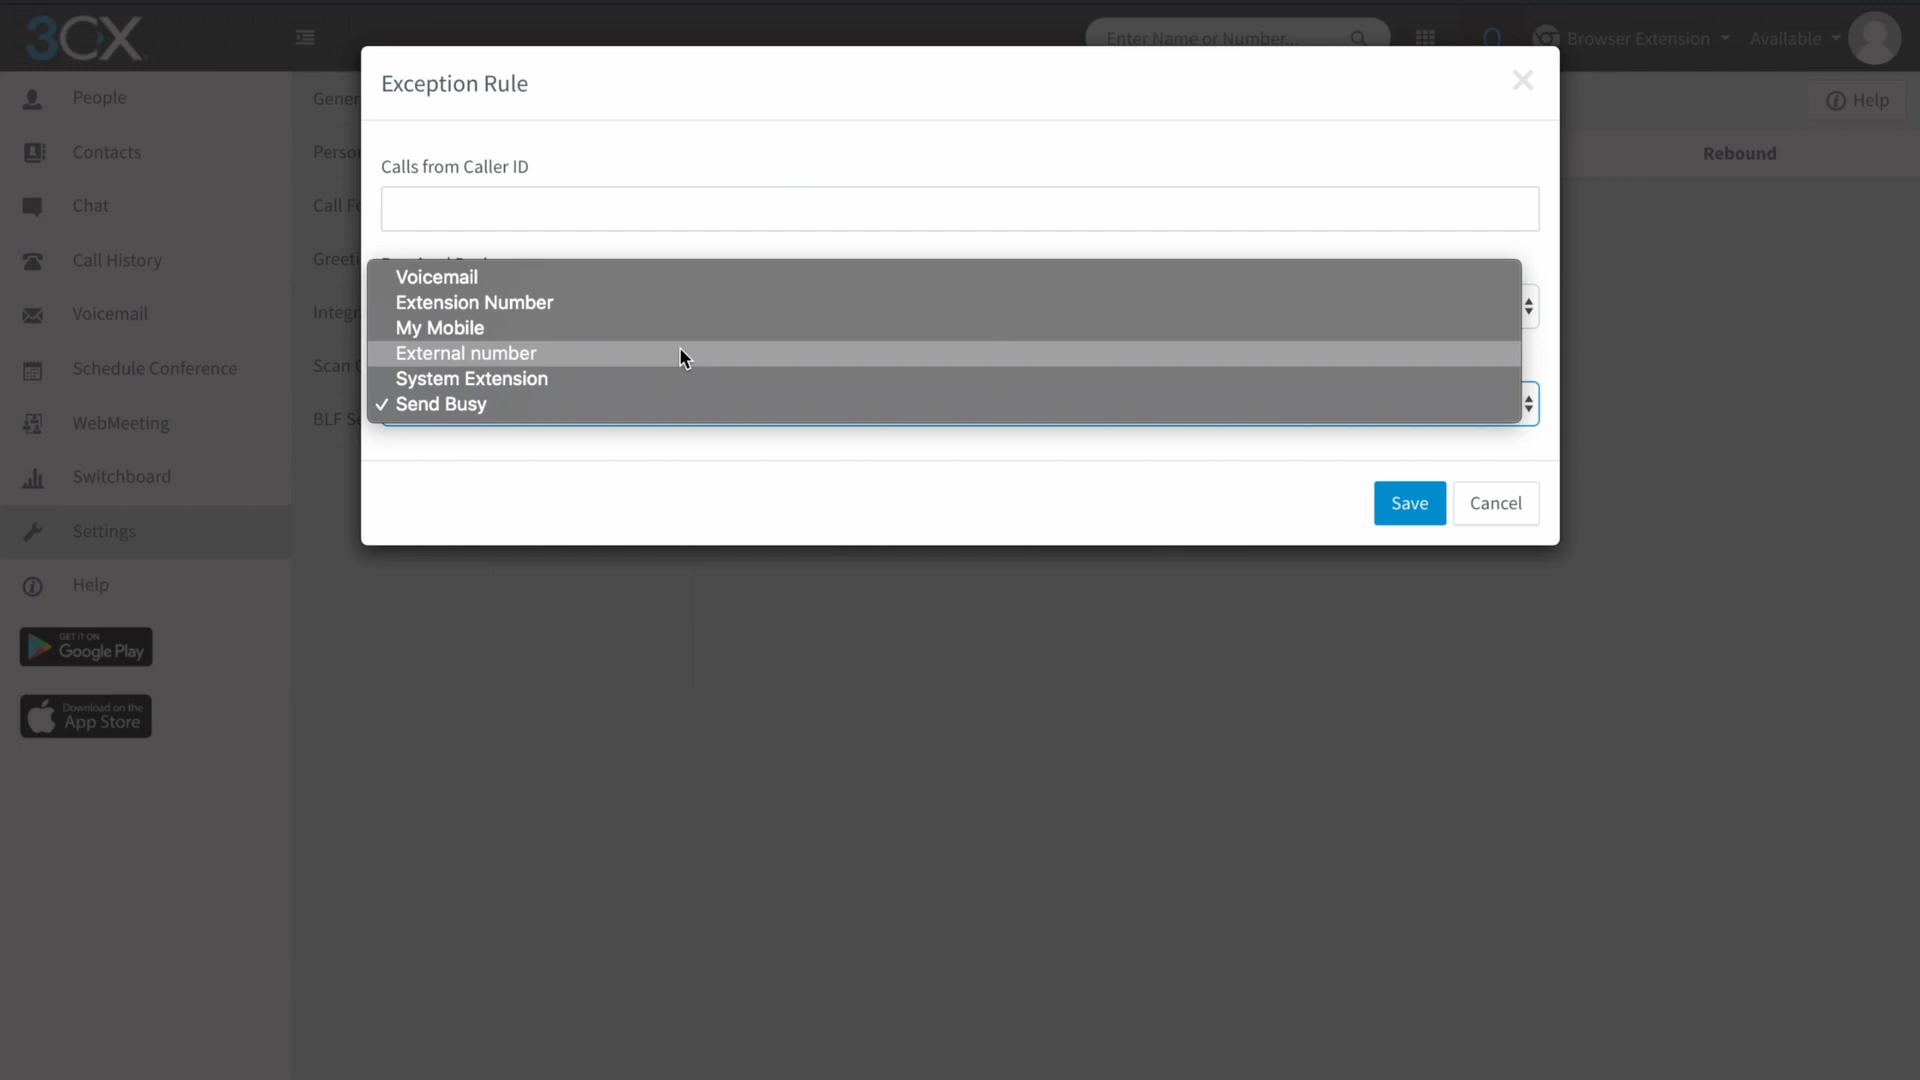 3CX
Enter Name or Number...
Browser Extension
Available
People
Contacts
Chat
Call History
Voicemail
Schedule Conference
WebMeeting
Switchboard
Settings
Help
GET IT ON
Google Play
Download on the
App Store
Help
Rebound
Exception Rule
Calls from Caller ID
Voicemail
Extension Number
My Mobile
External number
System Extension
✓ Send Busy
Save
Cancel